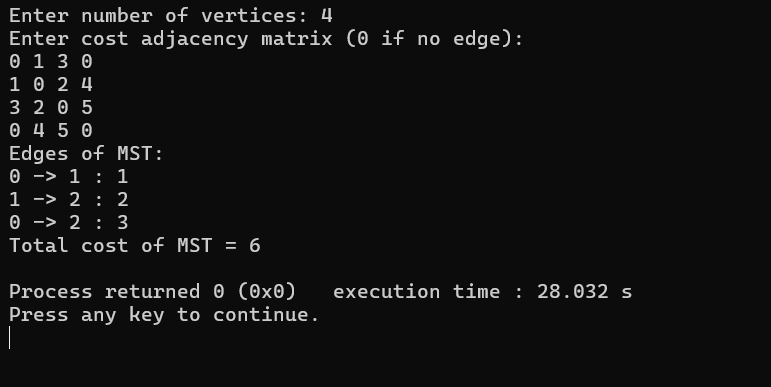 Enter number of vertices: 4
Enter cost adjacency matrix (0 if no edge):
0 1 3 0
1 0 2 4
3 2 0 5
0 4 5 0
Edges of MST:
0 -> 1 : 1
1 -> 2 : 2
0 -> 2 : 3
Total cost of MST = 6
Process returned 0 (0x0)   execution time : 28.032 s
Press any key to continue.